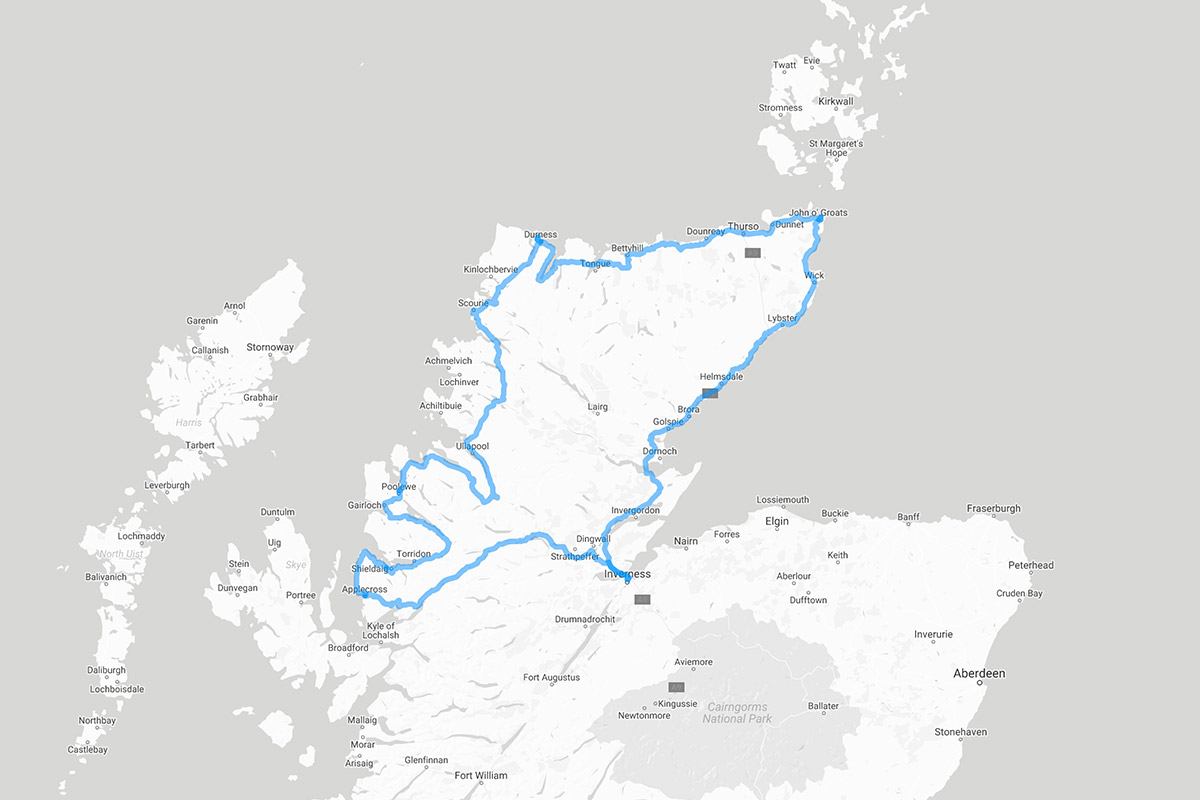 Twatt
Evie
Stromness
Kirkwall
St Margaret's
Hope
John o' Groats
Durness
Dounreay
Thurso
Dunnet
Bettyhill
Tongue
Kinlochbervie
Wick
Scourie
Arnol
Garenin
Lybster
Callanish
Stornoway
Achmelvich
Lochinver
Helmsdale
Grabhair
Achiltibuie
Lairg
Brora
Harris
Golspie
Tarbert
Ullapool
Dornoch
Leverburgh
Poolewe
Gairloch
Invergordon
Lossiemouth
Duntulm
Elgin
Buckie
Banff
Fraserburgh
Lochmaddy
Dingwall
Nairn
Forres
Uig
North Uist
Torridon
Strathpeffer
Keith
Stein
Skye
Shieldaig
Inverness
Peterhead
Balivanich
Dunvegan
Portree
Applecross
Aberlour
Dufftown
Cruden Bay
Kyle of
Lochalsh
Drumnadrochit
Inverurie
Broadford
Aviemore
Daliburgh
Lochboisdale
Fort Augustus
Aberdeen
Kingussie
Newtonmore
Cairngorms
National Park
Ballater
Northbay
Mallaig
Stonehaven
Castlebay
Morar
Arisaig
Glenfinnan
Fort William